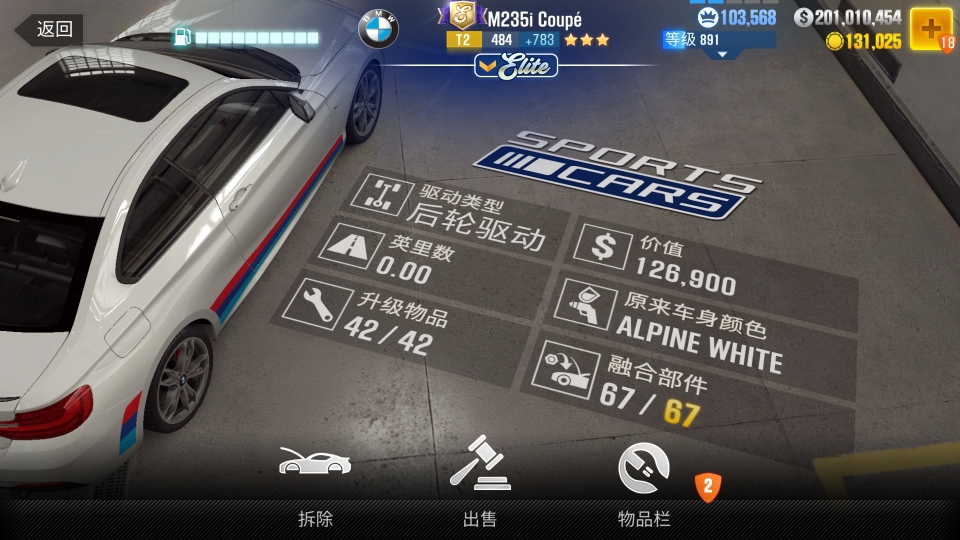 返回
BMW
M235i Coupé
T2 484 +783
Elite
103,568
等级 891
201,010,454
131,025
18
SPORTS
CARS
驱动类型
后轮驱动
英里数
0.00
升级物品
42/42
价值
126,900
原来车身颜色
ALPINE WHITE
融合部件
67/67
拆除
出售
物品栏
2